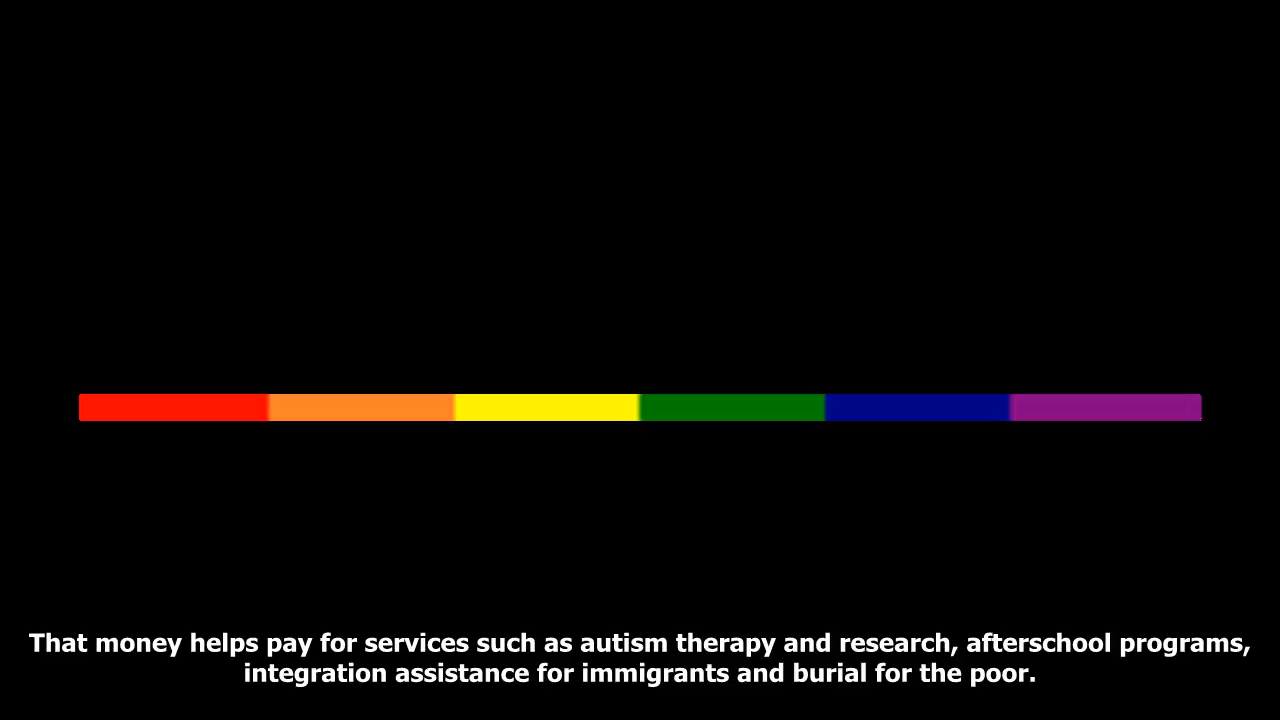 That money helps pay for services such as autism therapy and research, afterschool programs,
integration assistance for immigrants and burial for the poor.